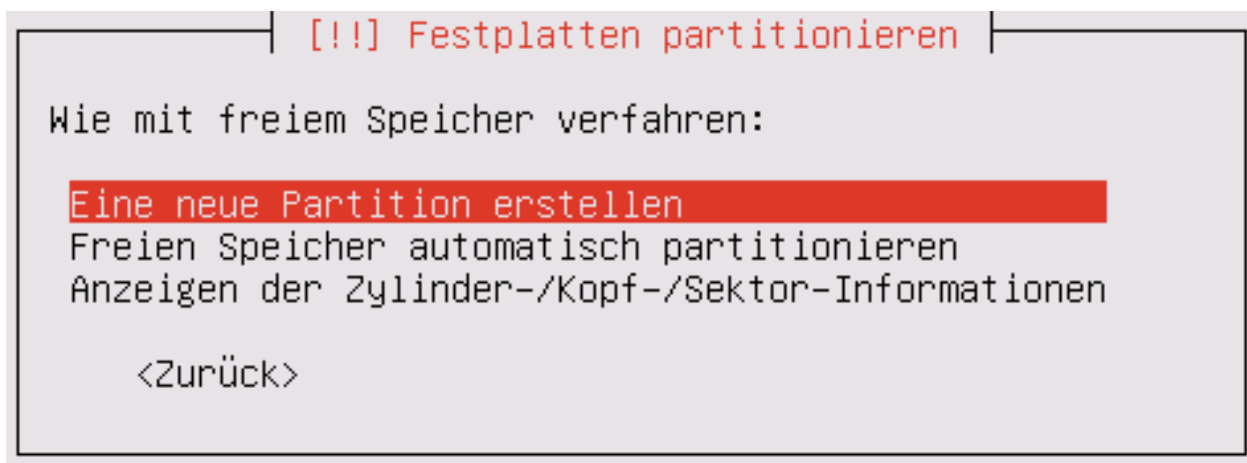 [!!] Festplatten partitionieren
Wie mit freiem Speicher verfahren:
Eine neue Partition erstellen
Freien Speicher automatisch partitionieren
Anzeigen der Zylinder-/Kopf-/Sektor-Informationen
<Zurück>